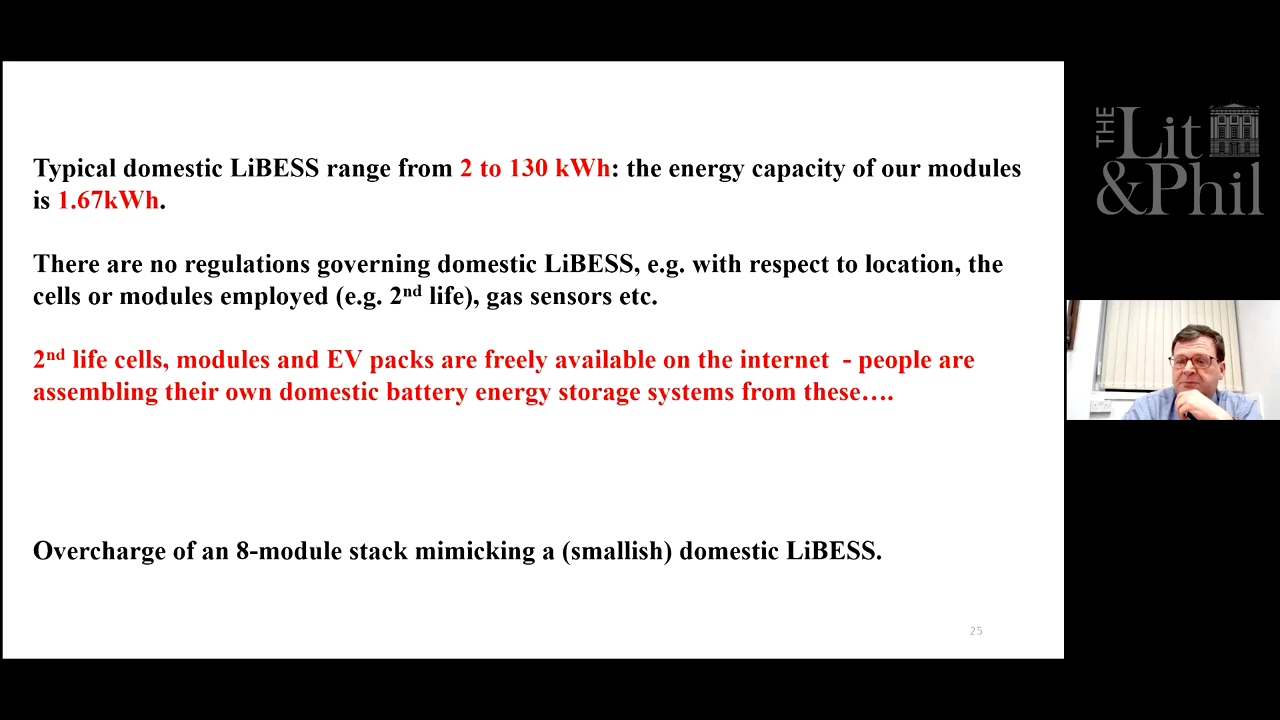 Typical domestic LiBESS range from 2 to 130 kWh: the energy capacity of our modules
is 1.67kWh.
There are no regulations governing domestic LiBESS, e.g. with respect to location, the
cells or modules employed (e.g. 2nd life), gas sensors etc.
2nd life cells, modules and EV packs are freely available on the internet - people are
assembling their own domestic battery energy storage systems from these….
Overcharge of an 8-module stack mimicking a (smallish) domestic LiBESS.
25
THE
Lit
&Phil